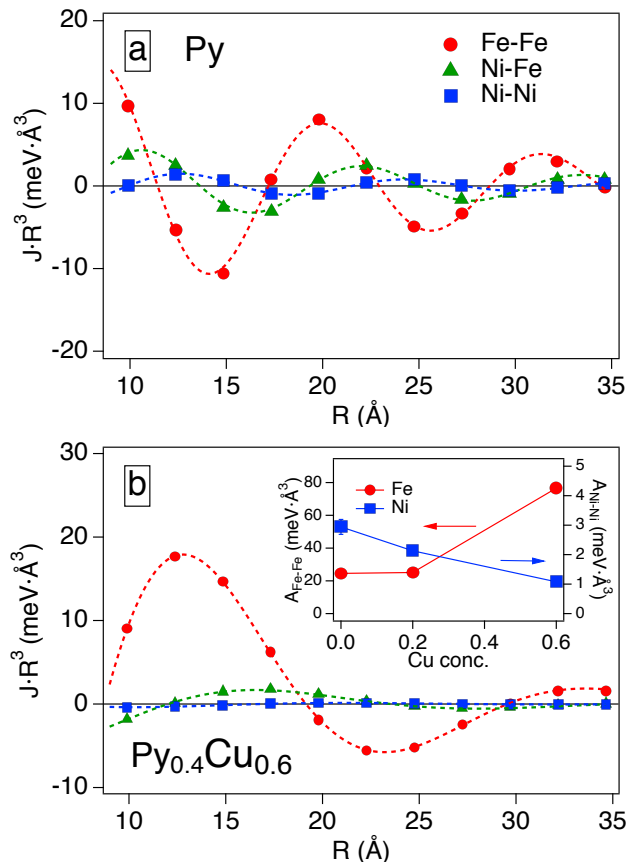 a Py
Fe-Fe
Ni-Fe
Ni-Ni
J·R³ (meV·Å³)
20
10
0
-10
-20
10 15 20 25 30 35
R (Å)
b
J·R³ (meV·Å³)
30
20
10
0
-10
Fe
Ni
A_Fe-Fe (meV·Å³)
80
60
40
20
0
A_Ni-Ni (meV·Å³)
5
4
3
2
1
0
0.0 0.2 0.4 0.6
Cu conc.
Py₀.₄Cu₀.₆
10 15 20 25 30 35
R (Å)